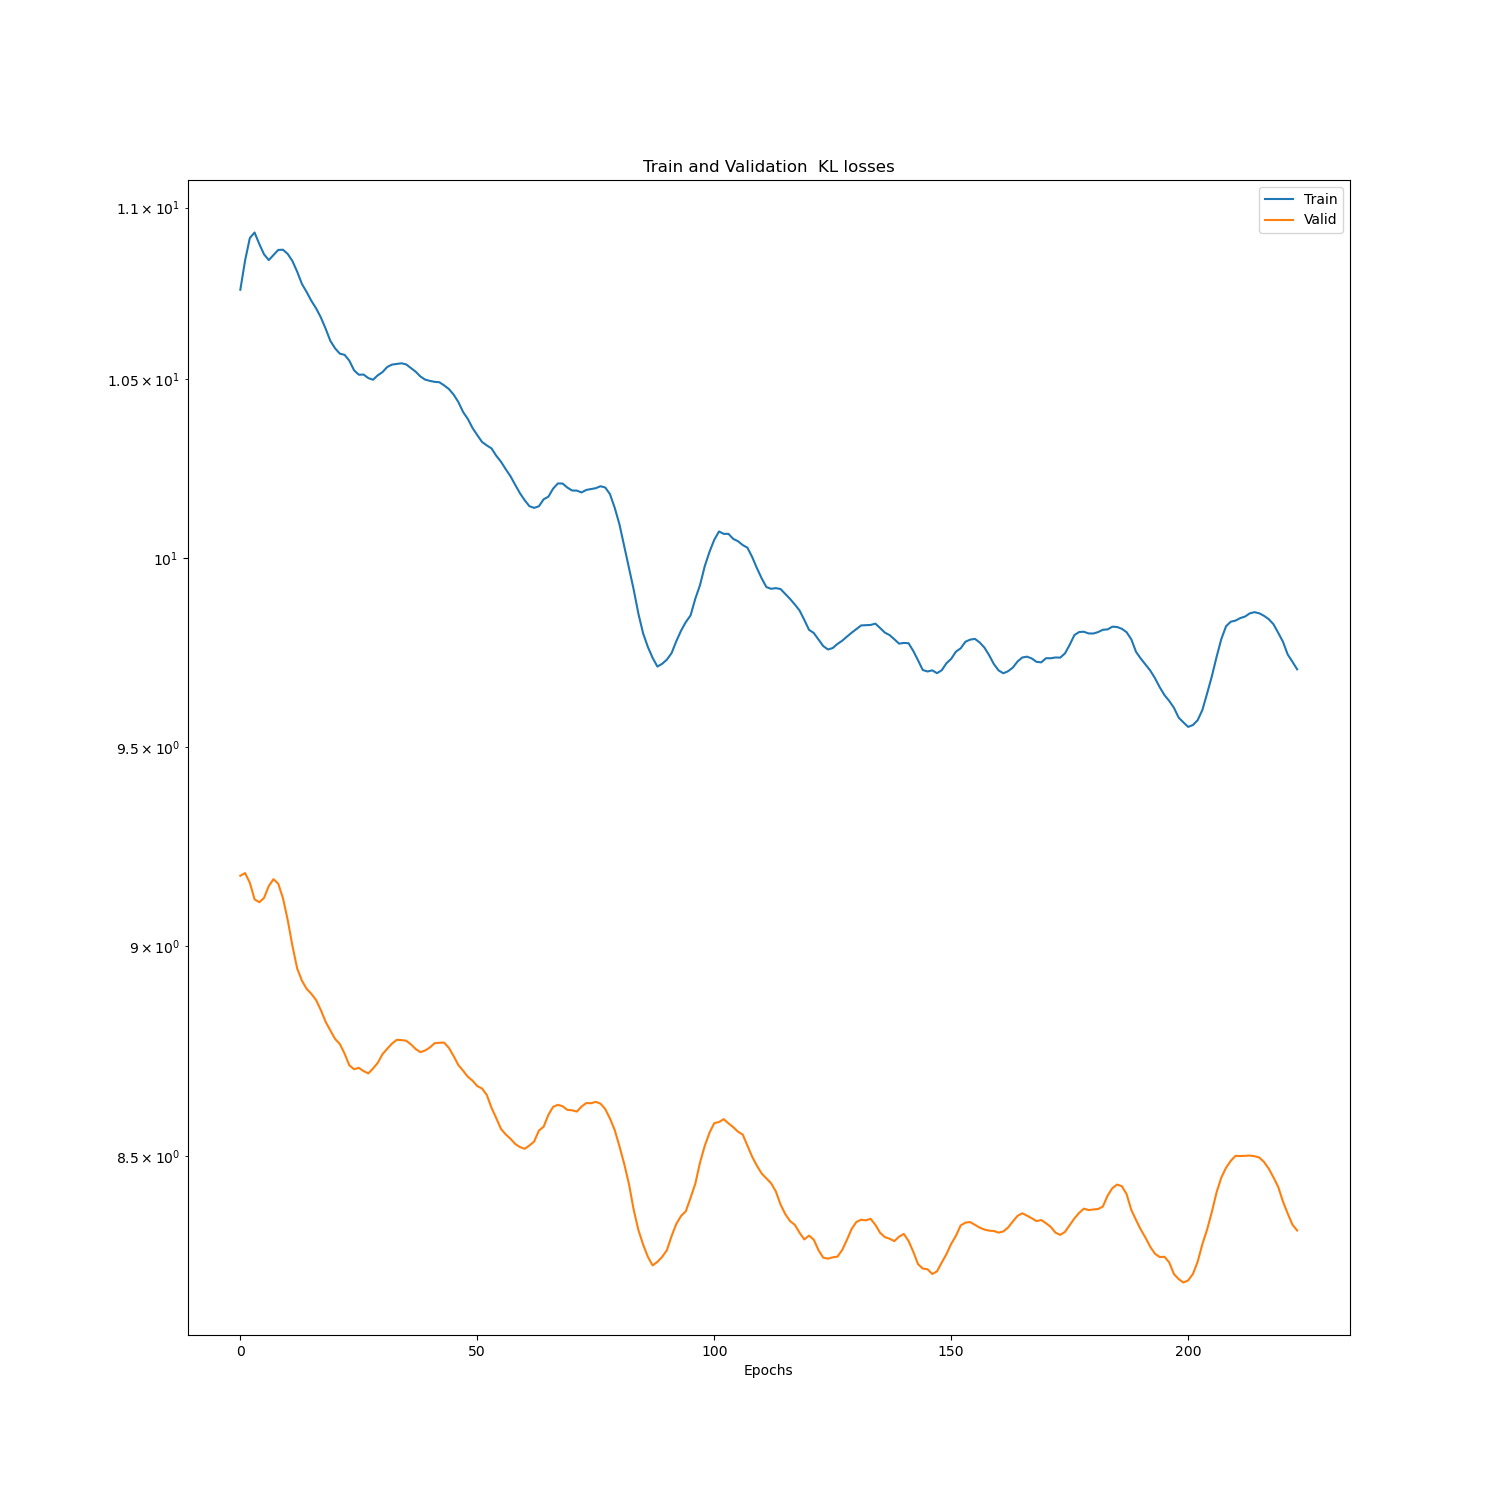 Train and Validation  KL losses
Train
Valid
1.1 × 10¹
1.05 × 10¹
10¹
9.5 × 10⁰
9 × 10⁰
8.5 × 10⁰
0 50 100 150 200
Epochs